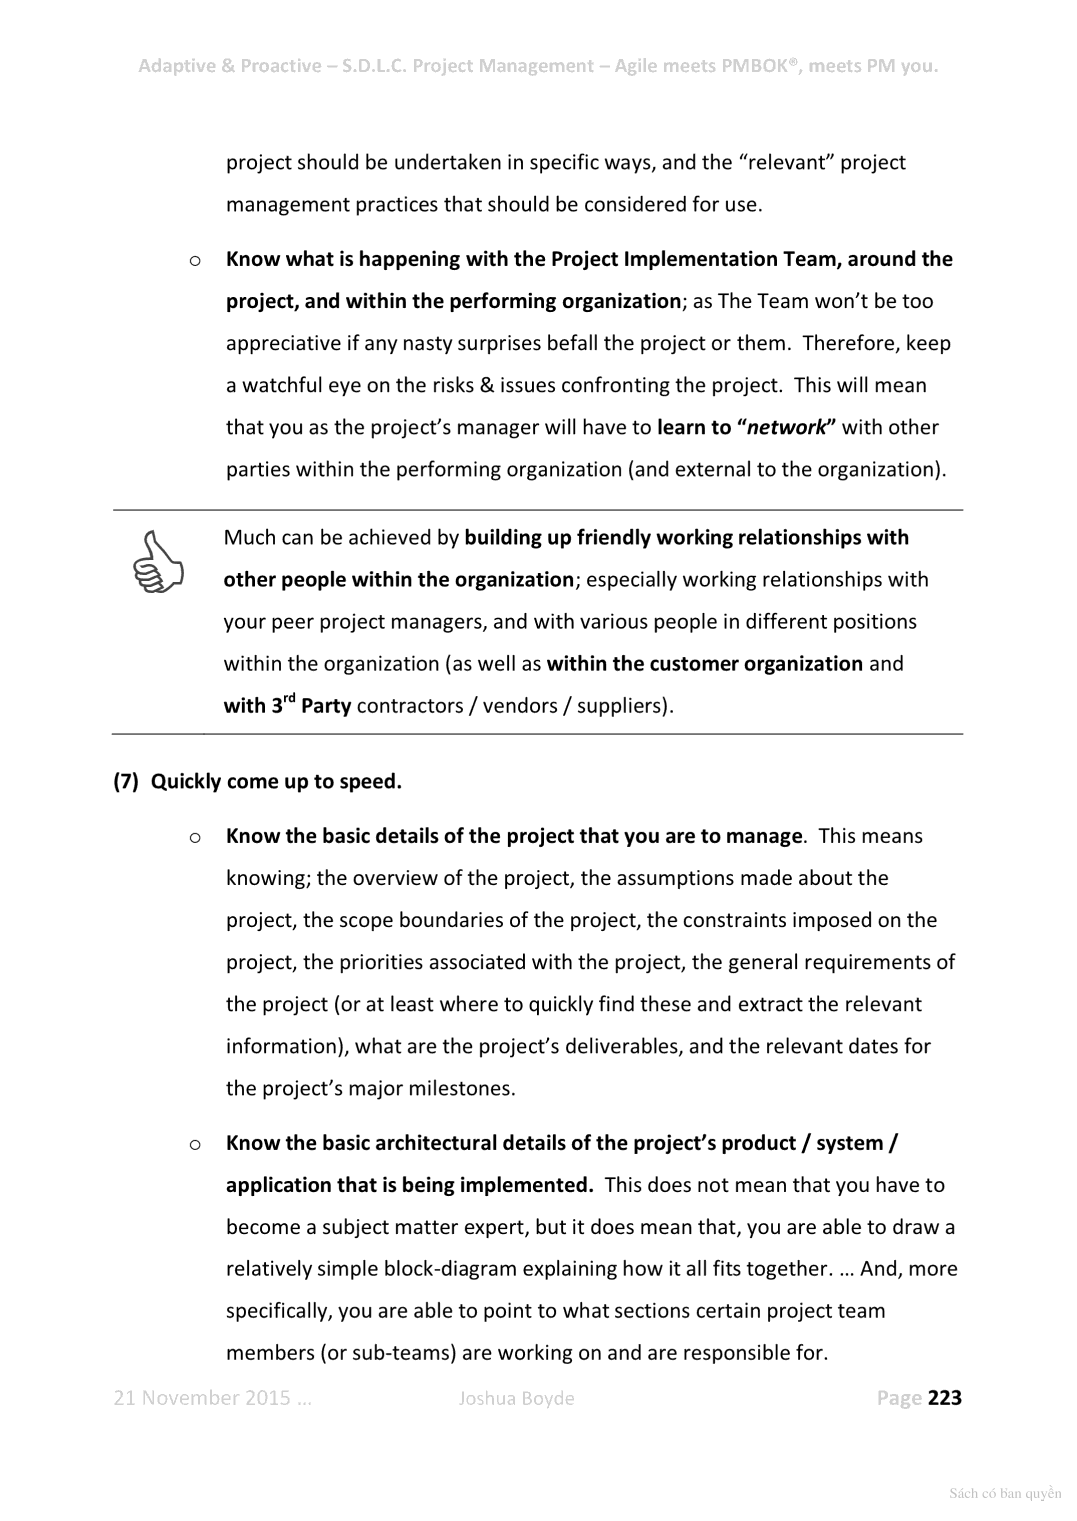 Adaptive & Proactive – S.D.L.C. Project Management – Agile meets PMBOK®, meets PM you.
project should be undertaken in specific ways, and the “relevant” project
management practices that should be considered for use.
o Know what is happening with the Project Implementation Team, around the
project, and within the performing organization; as The Team won’t be too
appreciative if any nasty surprises befall the project or them. Therefore, keep
a watchful eye on the risks & issues confronting the project. This will mean
that you as the project’s manager will have to learn to “network” with other
parties within the performing organization (and external to the organization).
Much can be achieved by building up friendly working relationships with
other people within the organization; especially working relationships with
your peer project managers, and with various people in different positions
within the organization (as well as within the customer organization and
with 3rd Party contractors / vendors / suppliers).
(7) Quickly come up to speed.
o Know the basic details of the project that you are to manage. This means
knowing; the overview of the project, the assumptions made about the
project, the scope boundaries of the project, the constraints imposed on the
project, the priorities associated with the project, the general requirements of
the project (or at least where to quickly find these and extract the relevant
information), what are the project’s deliverables, and the relevant dates for
the project’s major milestones.
o Know the basic architectural details of the project’s product / system /
application that is being implemented. This does not mean that you have to
become a subject matter expert, but it does mean that, you are able to draw a
relatively simple block-diagram explaining how it all fits together. … And, more
specifically, you are able to point to what sections certain project team
members (or sub-teams) are working on and are responsible for.
21 November 2015 … Joshua Boyde Page 223
Sách có bản quyền